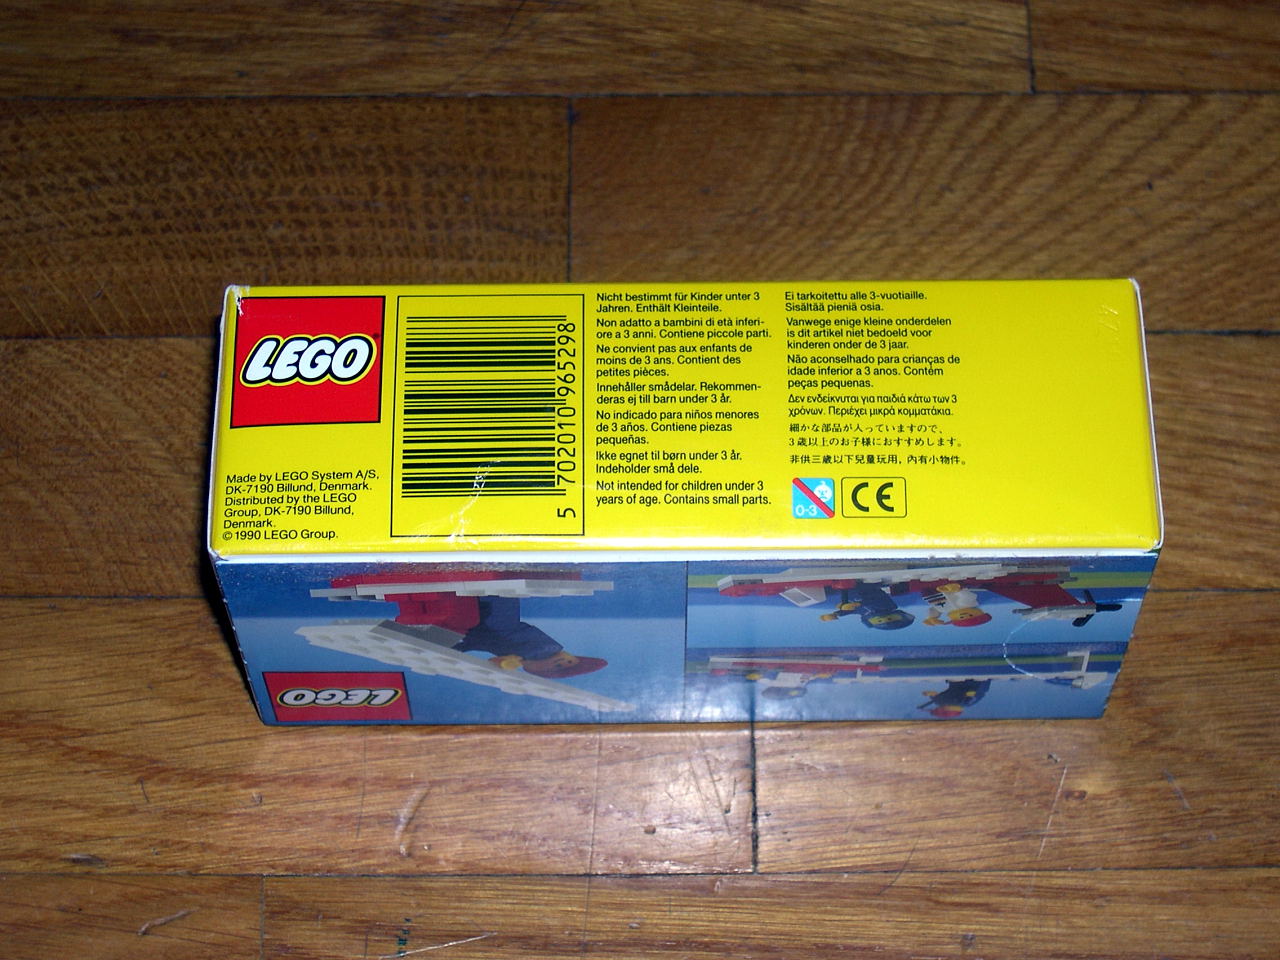 LEGO
Made by LEGO System A/S,
DK-7190 Billund, Denmark.
Distributed by the LEGO
Group, DK-7190 Billund,
Denmark.
© 1990 LEGO Group.
5 702010 965298
Nicht bestimmt für Kinder unter 3
Jahren. Enthält Kleinteile.
Non adatto a bambini di età inferi-
ore a 3 anni. Contiene piccole parti.
Ne convient pas aux enfants de
moins de 3 ans. Contient des
petites pièces.
Innehåller smådelar. Rekommen-
deras ej till barn under 3 år.
No indicado para niños menores
de 3 años. Contiene piezas
pequeñas.
Ikke egnet til børn under 3 år.
Indeholder små dele.
Not intended for children under 3
years of age. Contains small parts.
Ei tarkoitettu alle 3-vuotiaille.
Sisältää pieniä osia.
Vanwege enige kleine onderdelen
is dit artikel niet bedoeld voor
kinderen onder de 3 jaar.
Não aconselhado para crianças de
idade inferior a 3 anos. Contém
peças pequenas.
Δεν ενδείκνυται για παιδιά κάτω των 3
χρόνων. Περιέχει μικρά κομματάκια.
細かな部品が入っていますので、
3歳以上のお子様におすすめします。
非供三歳以下兒童玩用，內有小物件。
0-3
CE
LEGO